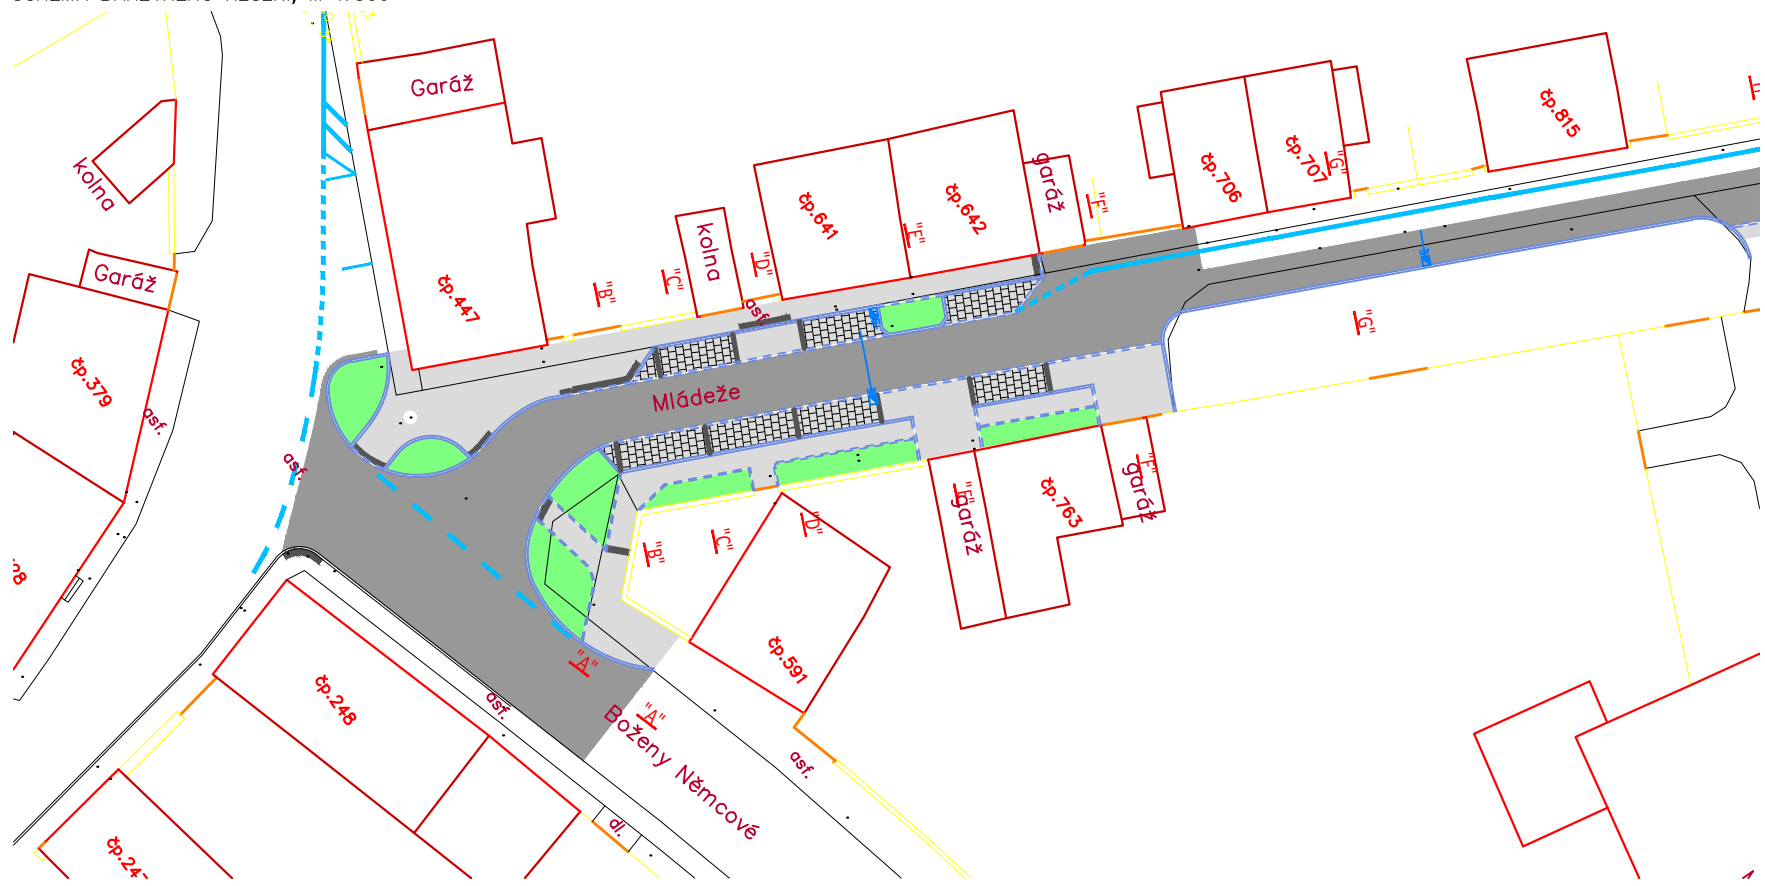 Garáž
kolna
Garáž
čp.379
asf.
asf.
čp.447
"B"
"C"
kolna
"D"
asf.
čp.641
"F"
čp.642
garáž
"F"
čp.706
čp.707
"G"
čp.815
Mládeže
"G"
"B"
"C"
"D"
"E"
garáž
čp.763
"F"
garáž
čp.591
"A"
"A"
Boženy Němcové
asf.
asf.
čp.248
dl.